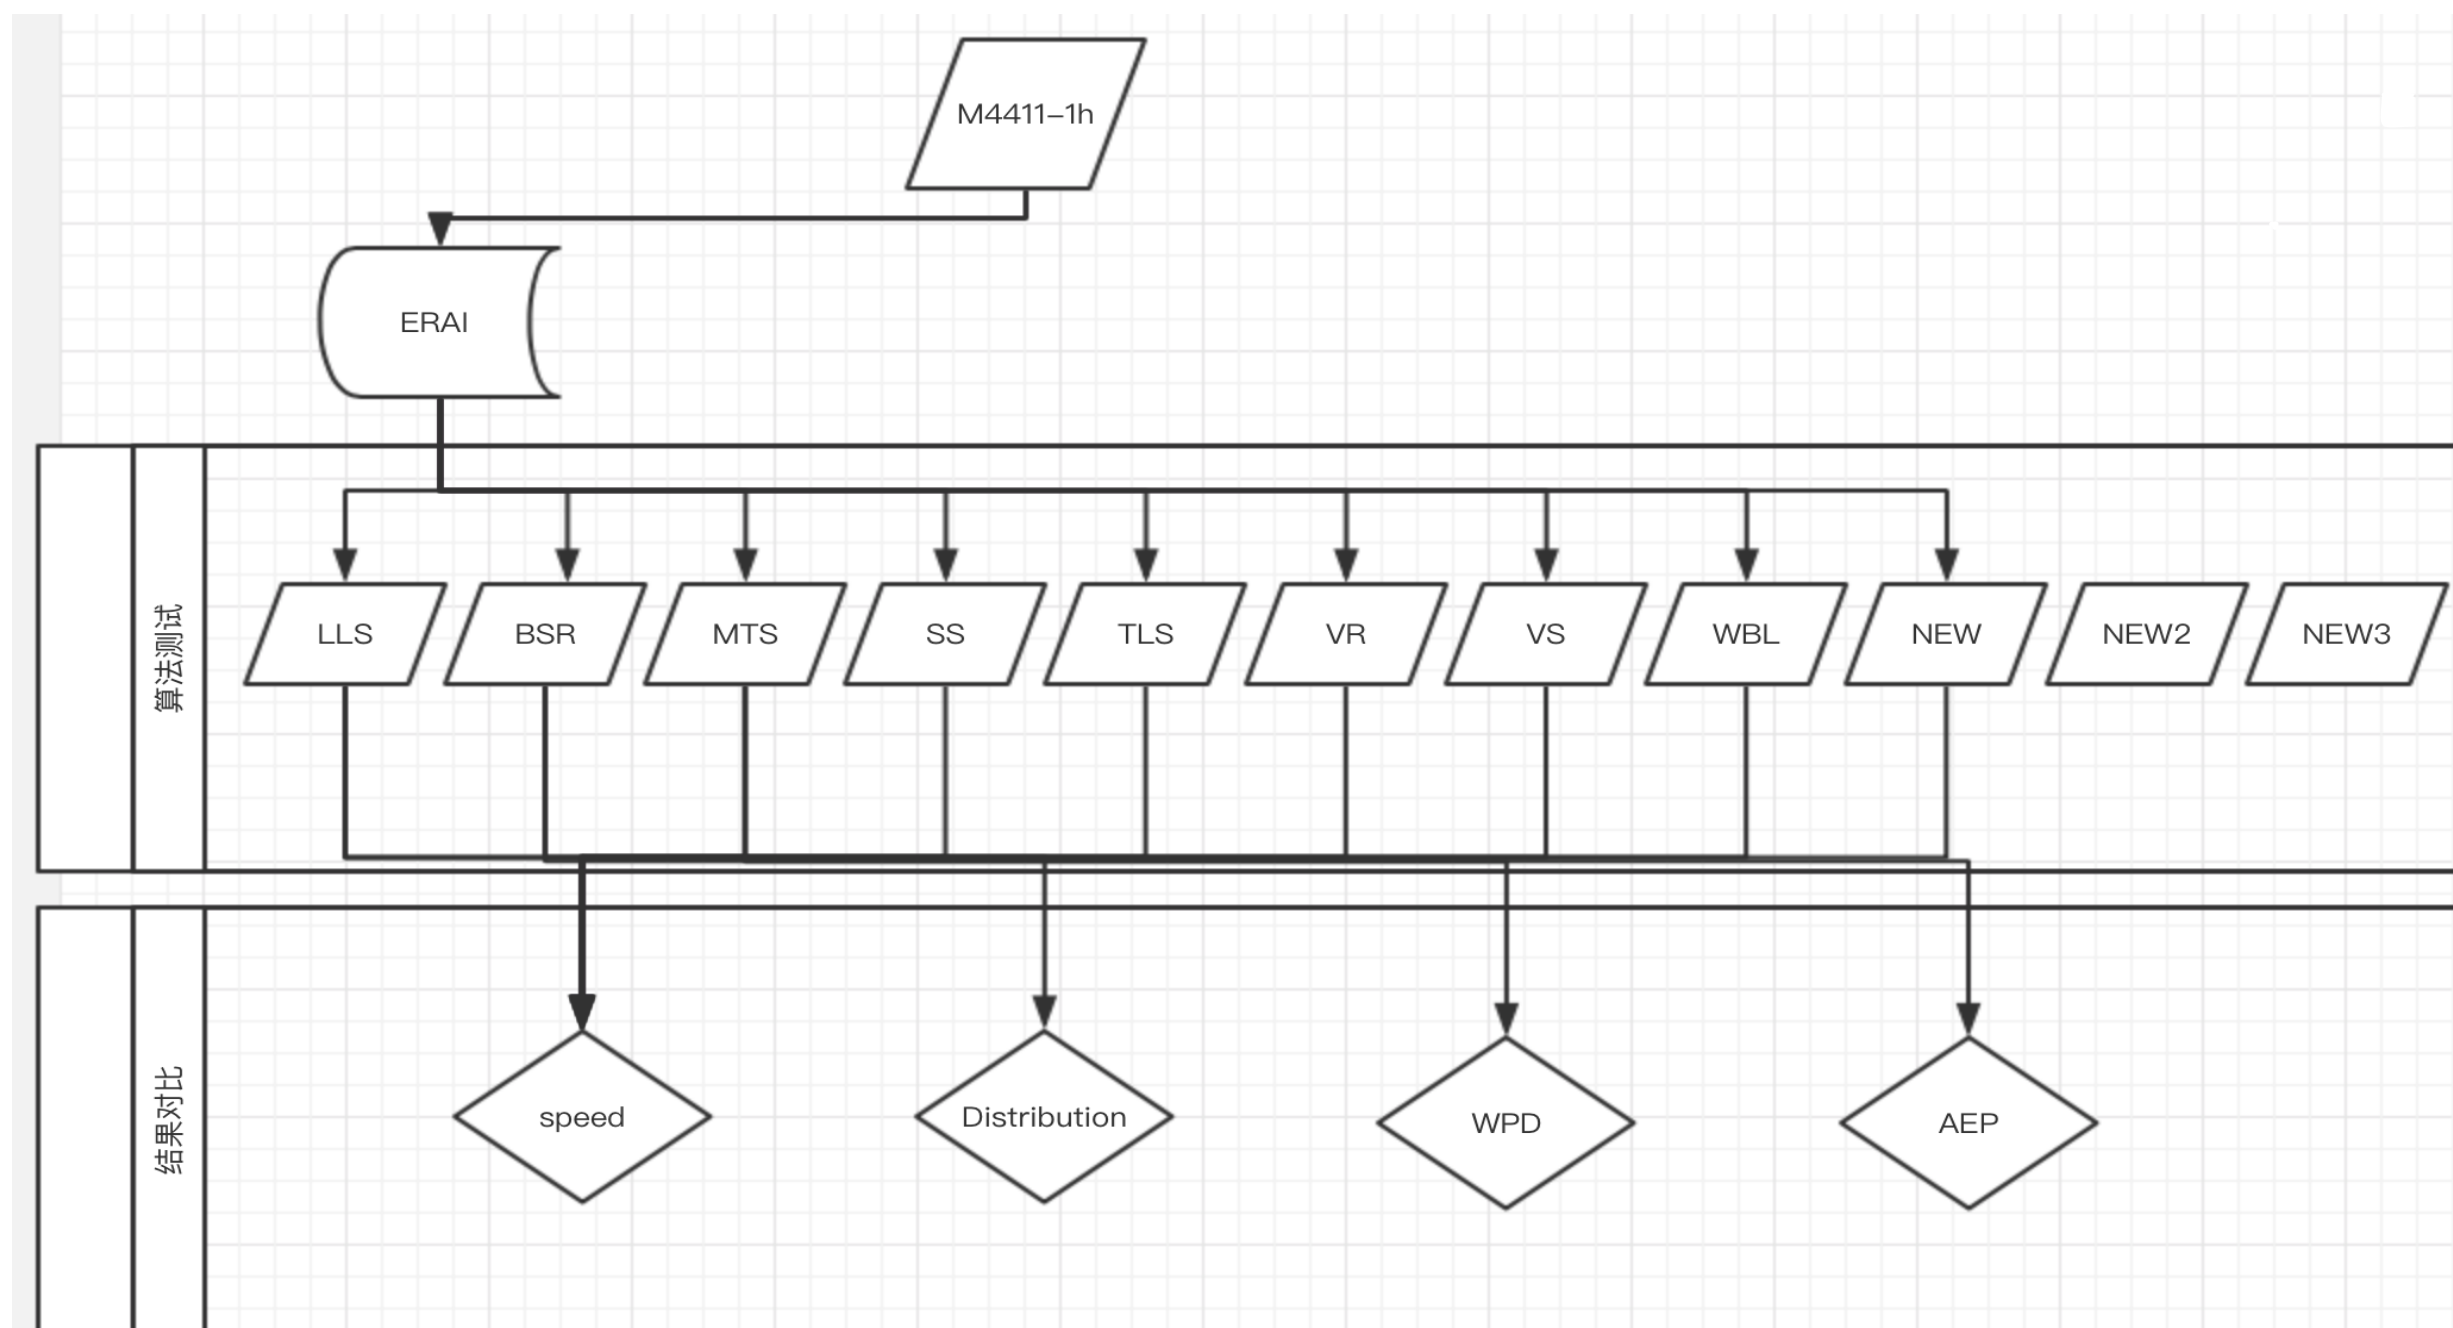 M4411-1h
ERAI
算法测试
LLS
BSR
MTS
SS
TLS
VR
VS
WBL
NEW
NEW2
NEW3
结果对比
speed
Distribution
WPD
AEP